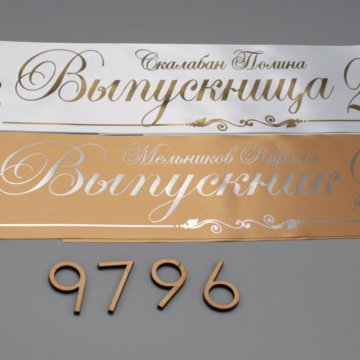 Скалабан Полина
Выпускница
Мельников Кирилл
Выпускник
9796